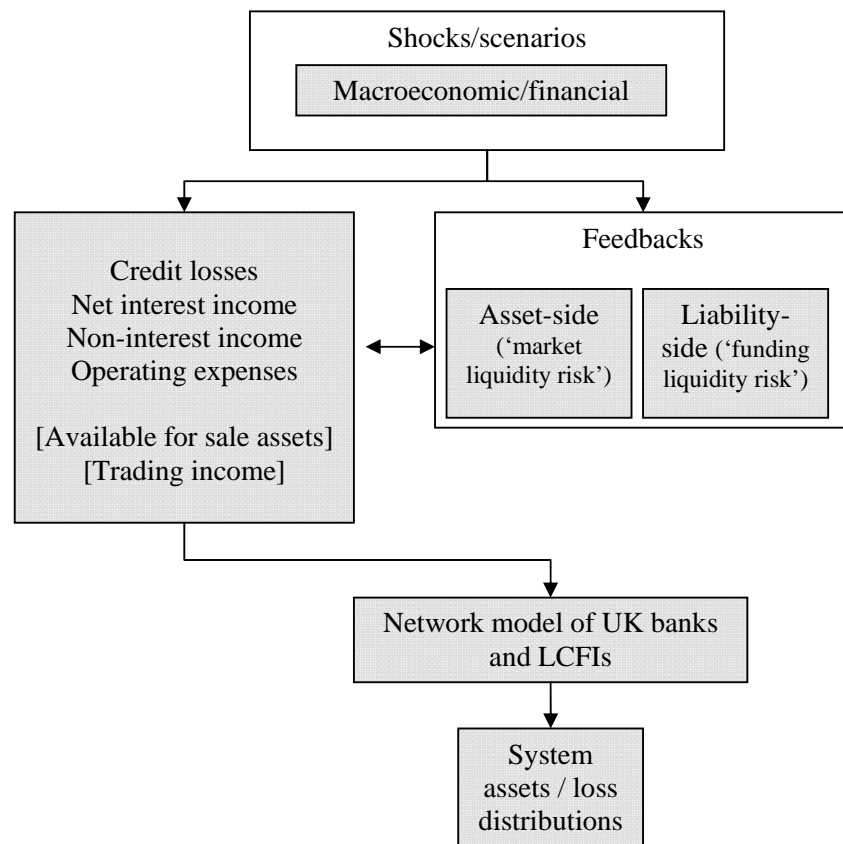 Shocks/scenarios
Macroeconomic/financial
Credit losses
Net interest income
Non-interest income
Operating expenses
[Available for sale assets]
[Trading income]
Feedbacks
Asset-side
(‘market
liquidity risk’)
Liability-
side (‘funding
liquidity risk’)
Network model of UK banks
and LCFIs
System
assets / loss
distributions